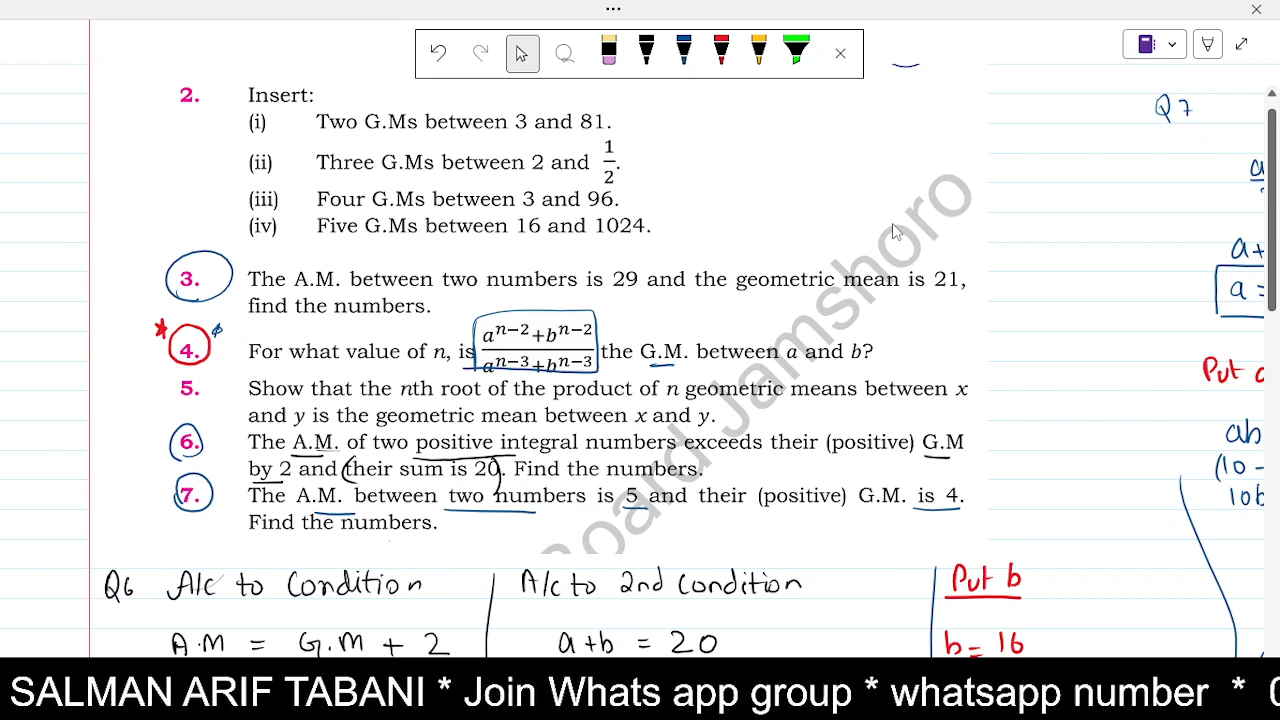 2. Insert:
(i) Two G.Ms between 3 and 81.
(ii) Three G.Ms between 2 and 1/2.
(iii) Four G.Ms between 3 and 96.
(iv) Five G.Ms between 16 and 1024.
3. The A.M. between two numbers is 29 and the geometric mean is 21,
find the numbers.
4. For what value of n, is (a^{n-2}+b^{n-2})/(a^{n-3}+b^{n-3}) the G.M. between a and b?
5. Show that the nth root of the product of n geometric means between x
and y is the geometric mean between x and y.
6. The A.M. of two positive integral numbers exceeds their (positive) G.M
by 2 and (their sum is 20). Find the numbers.
7. The A.M. between two numbers is 5 and their (positive) G.M. is 4.
Find the numbers.
Board Jamshoro
Q6 A/c to Condition
A.M = G.M + 2
A/c to 2nd condition
a+b = 20
Put b
b = 16
Q7
a
a+
a =
Put a
ab
(10 -
10b
SALMAN ARIF TABANI * Join Whats app group * whatsapp number * 0